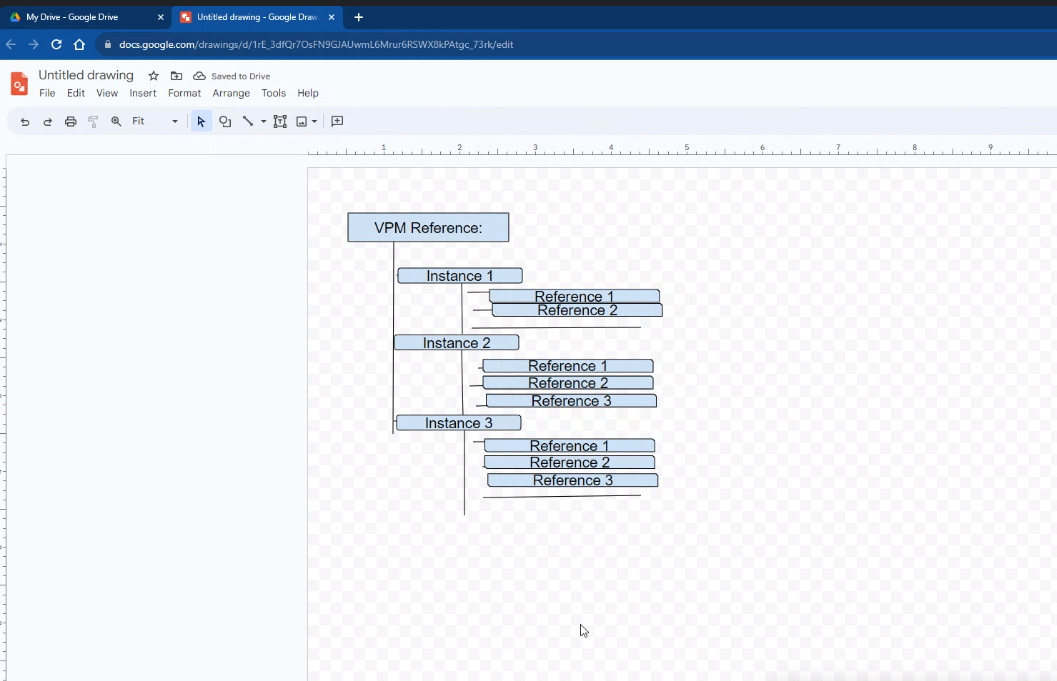 My Drive - Google Drive
Untitled drawing - Google Draw
docs.google.com/drawings/d/1rE_3dfQr7OsFN9GJAUwmL6Mrur6RSWX8kPAtgc_73rk/edit
Untitled drawing
Saved to Drive
File Edit View Insert Format Arrange Tools Help
Fit
1 2 3 4 5 6 7 8 9
VPM Reference:
Instance 1
Reference 1
Reference 2
Instance 2
Reference 1
Reference 2
Reference 3
Instance 3
Reference 1
Reference 2
Reference 3